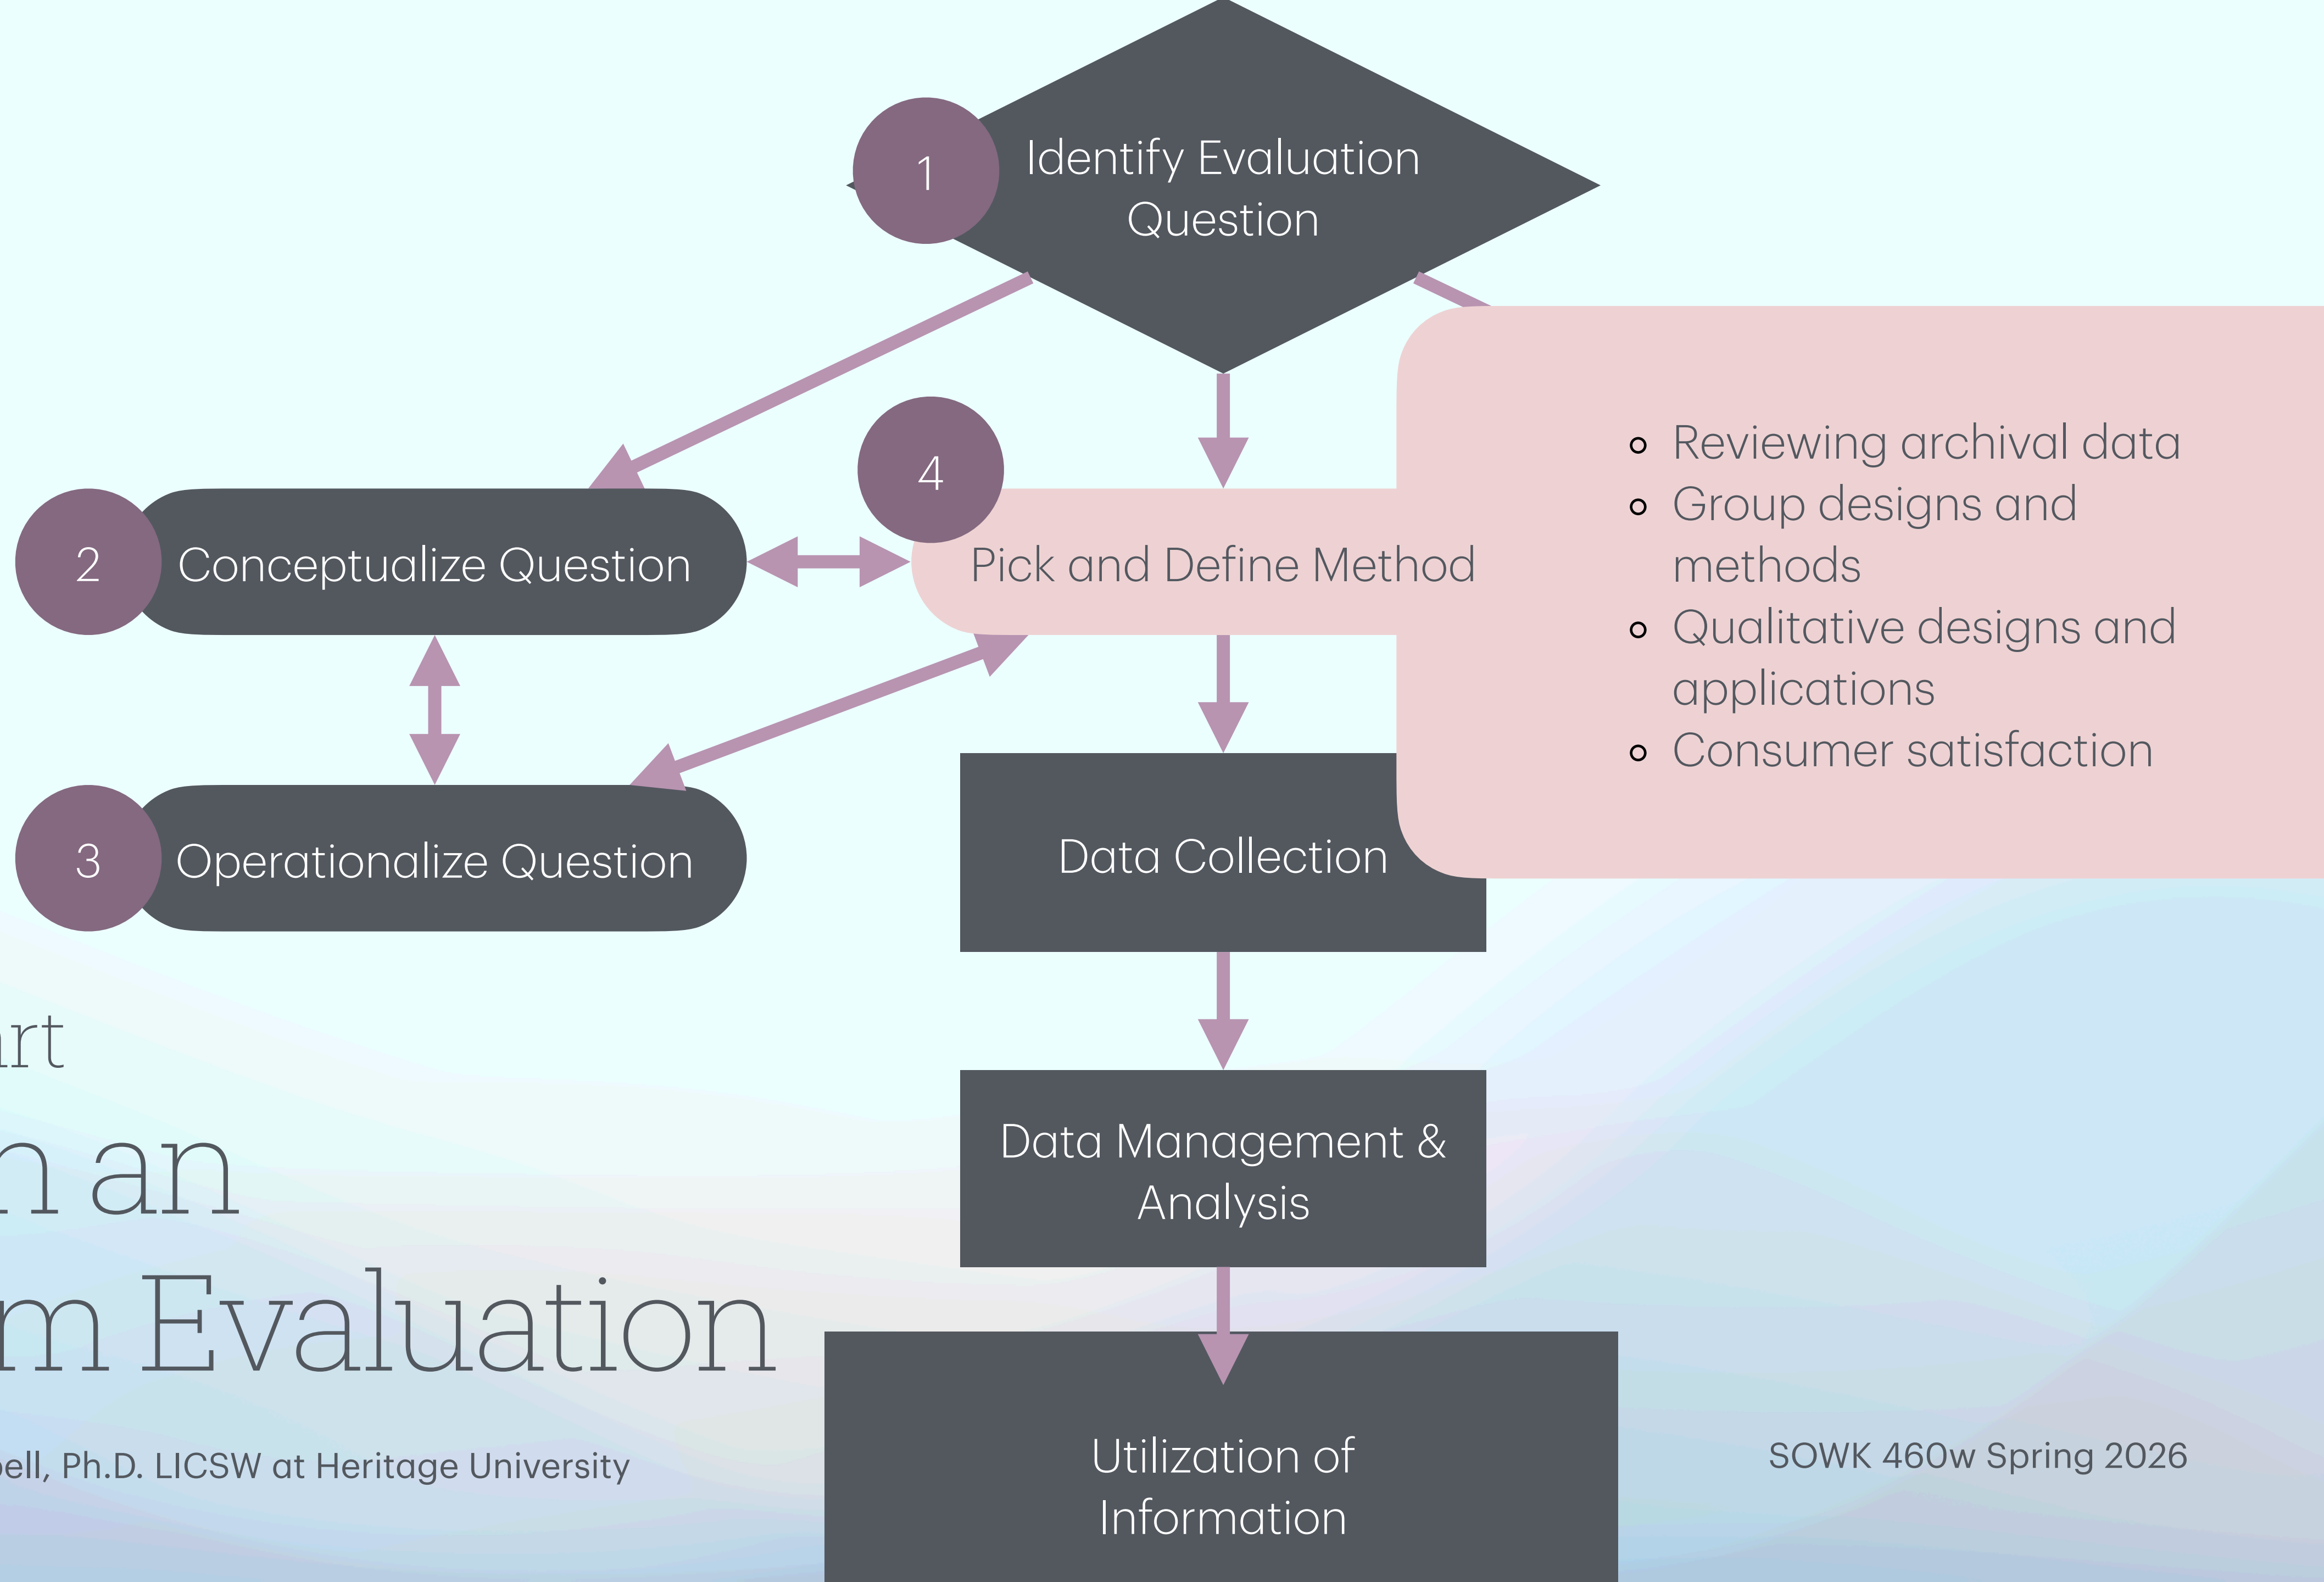 1
Identify Evaluation
Question
4
2
Conceptualize Question
Pick and Define Method
Reviewing archival data
Group designs and
methods
Qualitative designs and
applications
Consumer satisfaction
3
Operationalize Question
Data Collection
Data Management &
Analysis
an
Evaluation
Ph.D. LICSW at Heritage University
Utilization of
Information
SOWK 460w Spring 2026